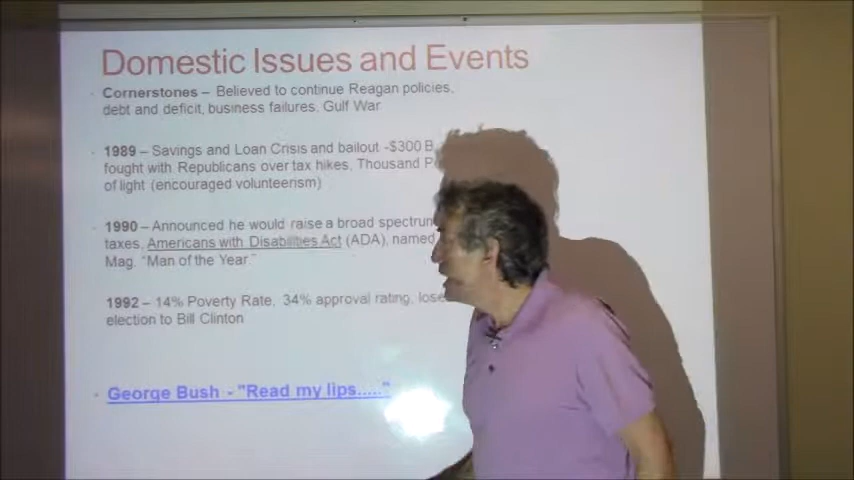 Domestic Issues and Events
Cornerstones – Believed to continue Reagan policies,
debt and deficit, business failures, Gulf War
1989 – Savings and Loan Crisis and bailout -$300 B
fought with Republicans over tax hikes, Thousand P
of light (encouraged volunteerism)
1990 – Announced he would raise a broad spectrum
taxes, Americans with Disabilities Act (ADA), named
Mag. "Man of the Year."
1992 – 14% Poverty Rate, 34% approval rating, lose
election to Bill Clinton
George Bush - "Read my lips....."